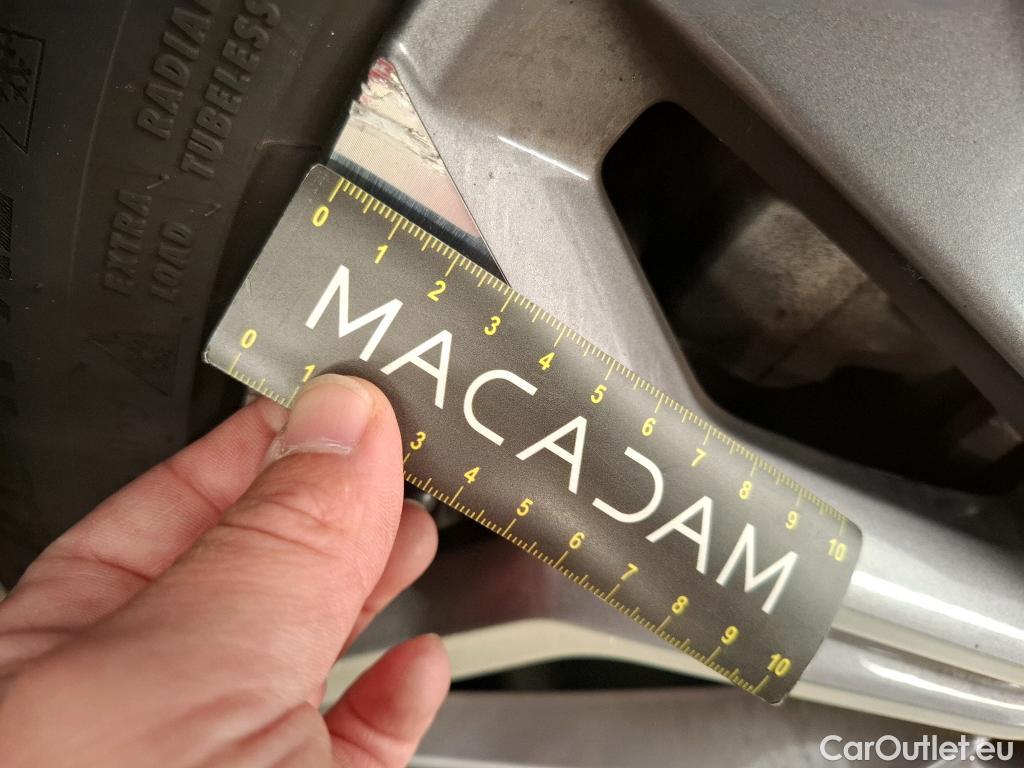 EXTRA RADIAL
LOAD TUBELESS
0 1 2 3 4 5 6 7 8 9 10
MACADAM
0 1 3 4 5 6 7 8 9 10
CarOutlet.eu